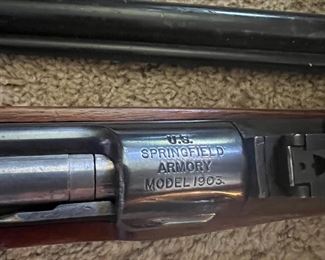 U.S.
SPRINGFIELD
ARMORY
MODEL 1903.